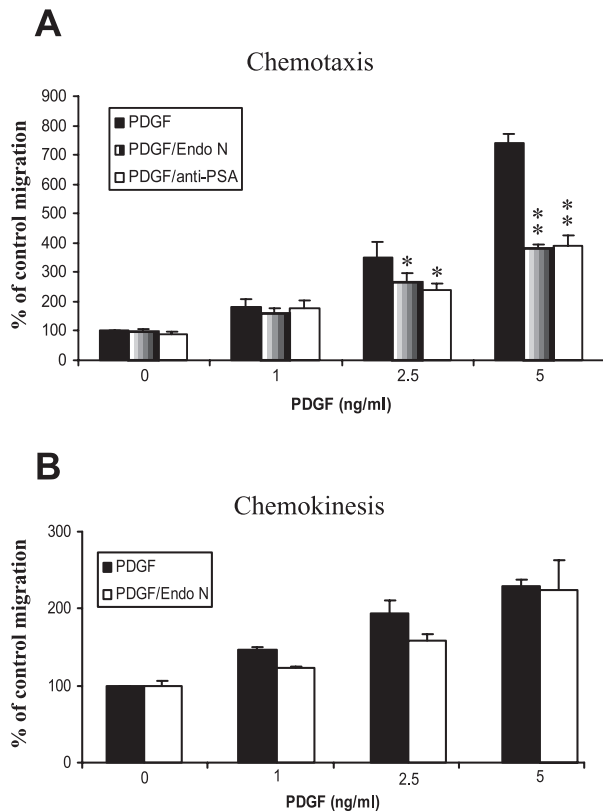 A
Chemotaxis
% of control migration
900
800
700
600
500
400
300
200
100
0
PDGF
PDGF/Endo N
PDGF/anti-PSA
*
*
**
**
0 1 2.5 5
PDGF (ng/ml)
B
Chemokinesis
% of control migration
300
200
100
0
PDGF
PDGF/Endo N
0 1 2.5 5
PDGF (ng/ml)